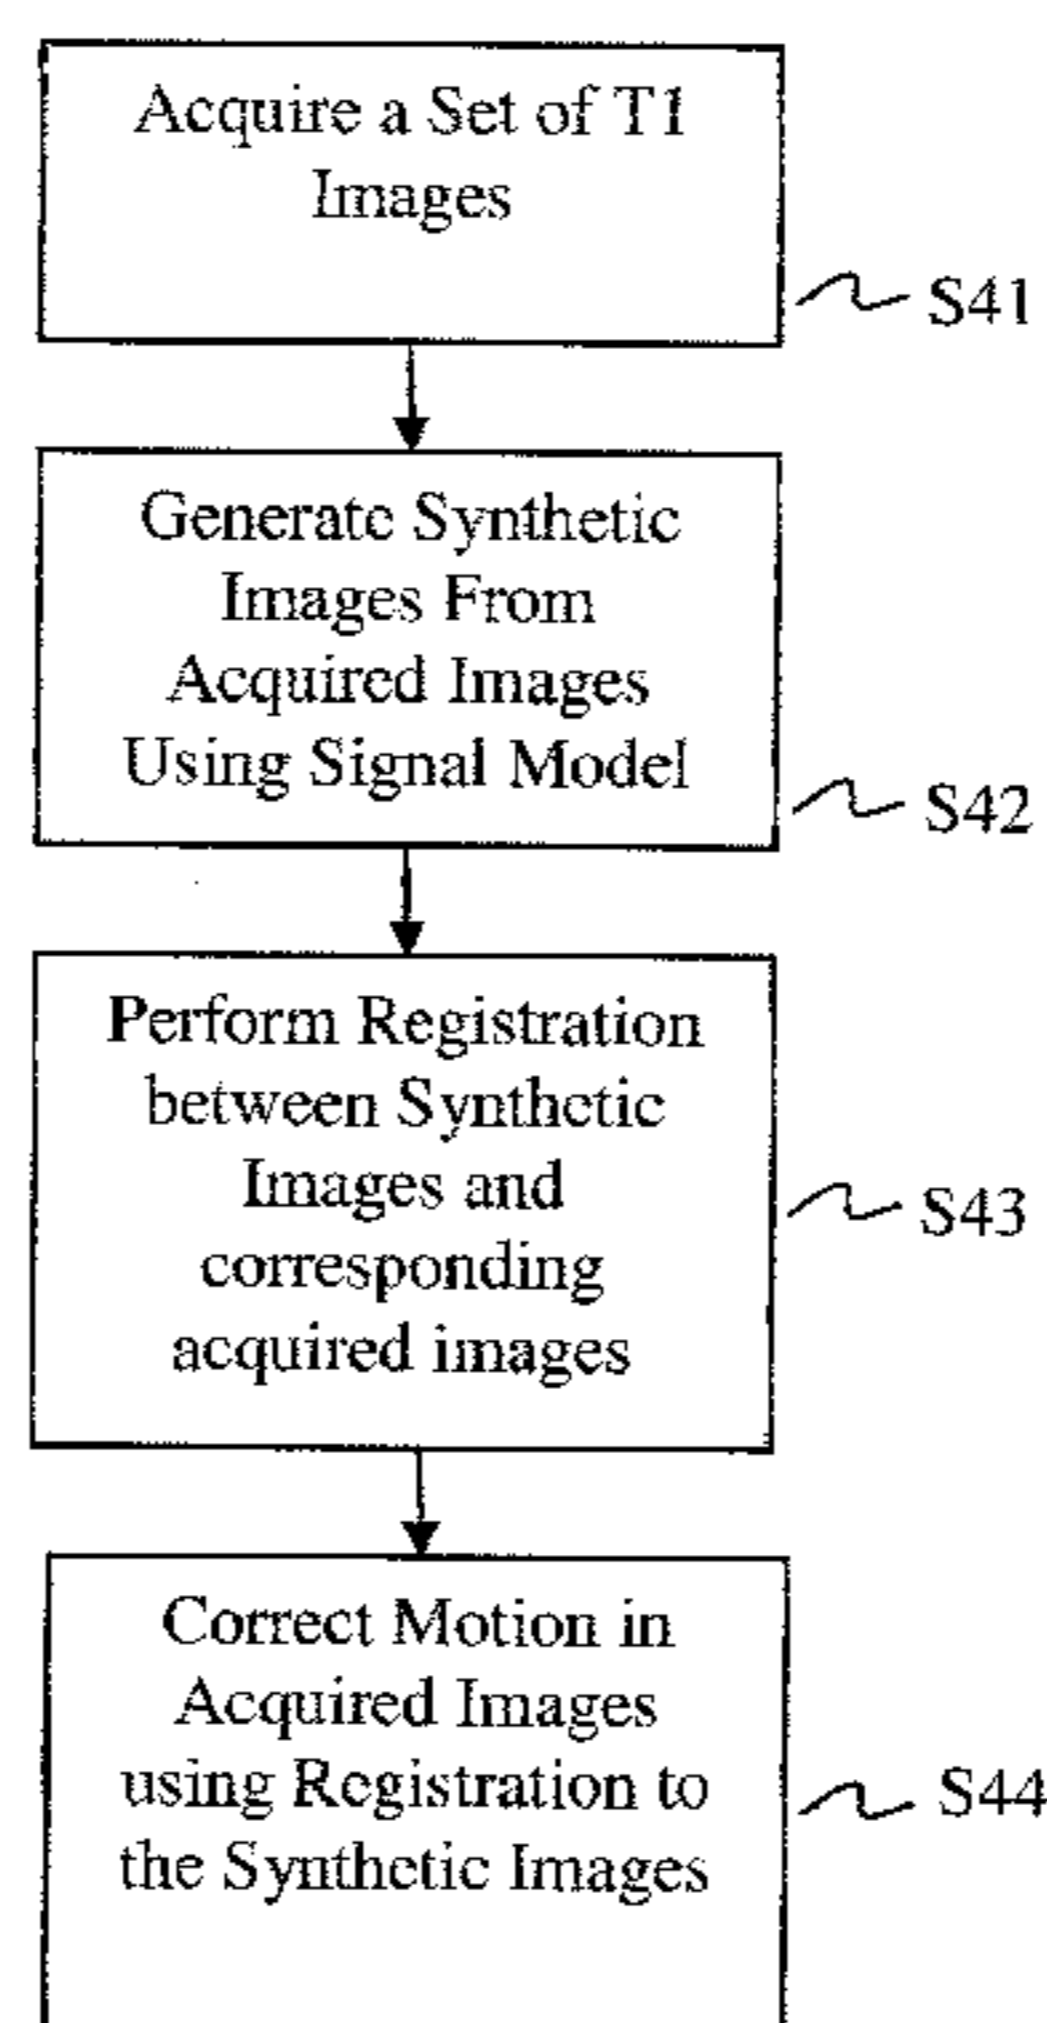 Acquire a Set of T1
Images
S41
Generate Synthetic
Images From
Acquired Images
Using Signal Model
S42
Perform Registration
between Synthetic
Images and
corresponding
acquired images
S43
Correct Motion in
Acquired Images
using Registration to
the Synthetic Images
S44